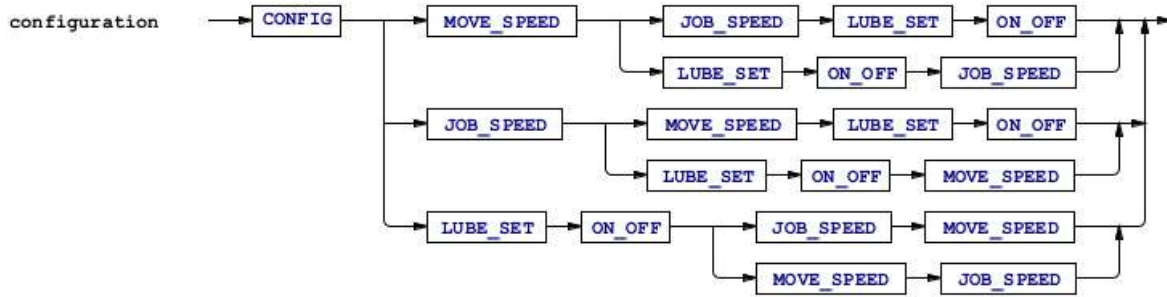 configuration CONFIG MOVE_SPEED JOB_SPEED LUBE_SET ON_OFF
LUBE_SET ON_OFF JOB_SPEED
JOB_SPEED MOVE_SPEED LUBE_SET ON_OFF
LUBE_SET ON_OFF MOVE_SPEED
LUBE_SET ON_OFF JOB_SPEED MOVE_SPEED
MOVE_SPEED JOB_SPEED